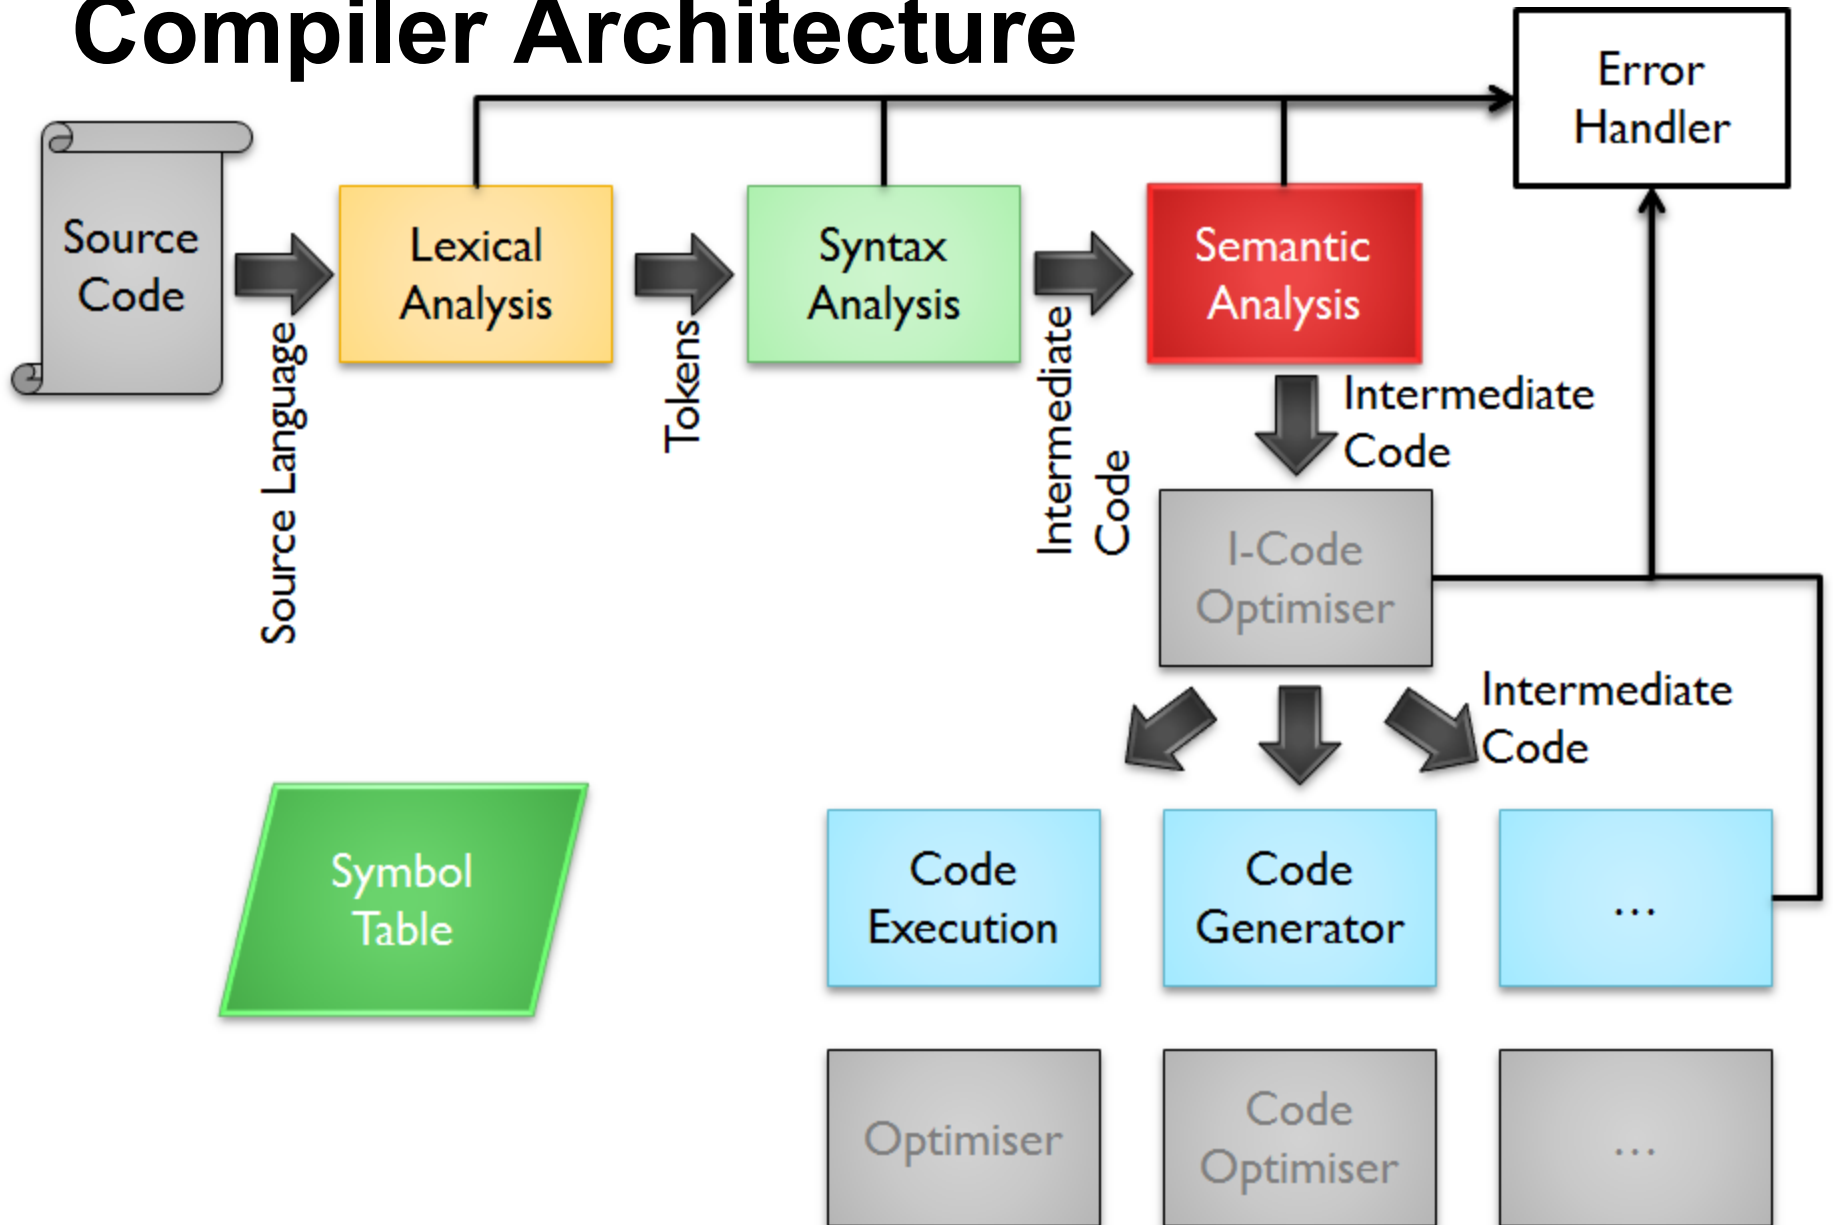 Compiler Architecture
Error
Handler
Source
Code
Source Language
Lexical
Analysis
Tokens
Syntax
Analysis
Intermediate
Code
Semantic
Analysis
Intermediate
Code
I-Code
Optimiser
Intermediate
Code
Symbol
Table
Code
Execution
Code
Generator
...
Optimiser
Code
Optimiser
...